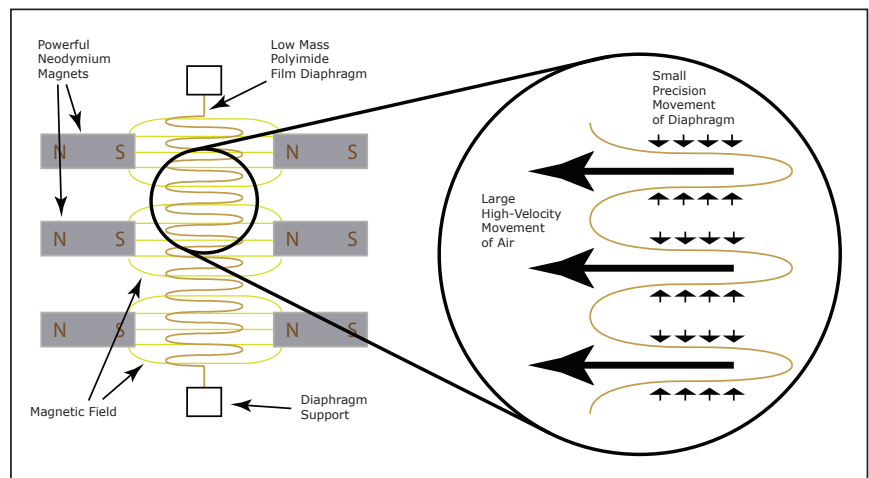 Powerful
Neodymium
Magnets
Low Mass
Polyimide
Film Diaphragm
Small
Precision
Movement
of Diaphragm
N S
N S
Large
High-Velocity
Movement
of Air
N S
N S
N S
N S
Magnetic Field
Diaphragm
Support